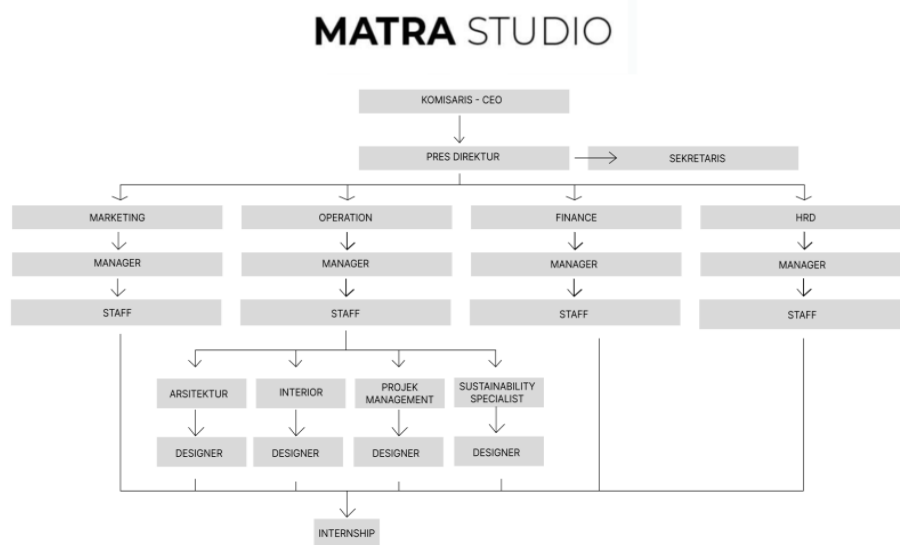 MATRA STUDIO
KOMISARIS - CEO
PRES DIREKTUR
SEKRETARIS
MARKETING
OPERATION
FINANCE
HRD
MANAGER
MANAGER
MANAGER
MANAGER
STAFF
STAFF
STAFF
STAFF
ARSITEKTUR
INTERIOR
PROJEK
MANAGEMENT
SUSTAINABILITY
SPECIALIST
DESIGNER
DESIGNER
DESIGNER
DESIGNER
INTERNSHIP